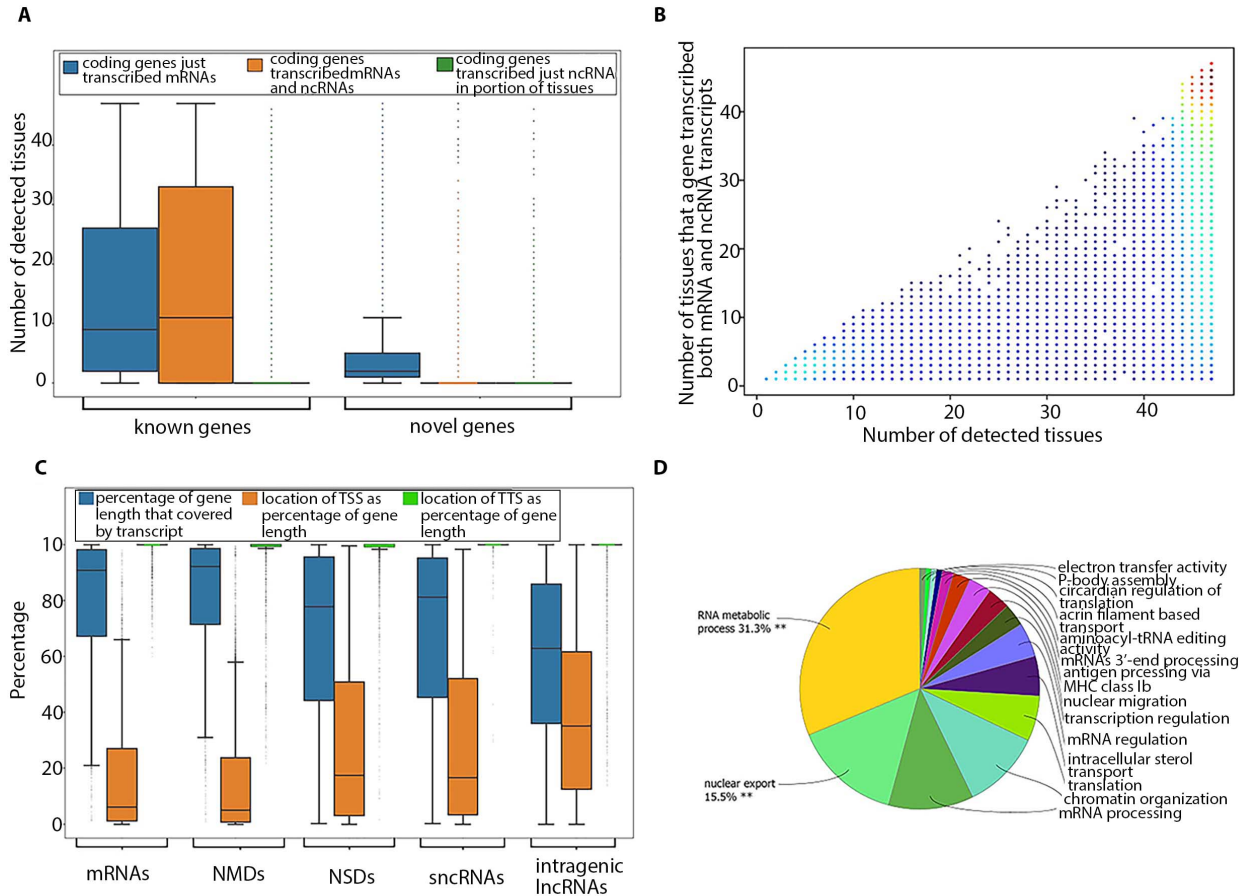 A
coding genes just
transcribed mRNAs
coding genes
transcribedmRNAs
and ncRNAs
coding genes
transcribed just ncRNA
in portion of tissues
Number of detected tissues
40
30
20
10
0
known genes
novel genes
B
Number of tissues that a gene transcribed
both mRNA and ncRNA transcripts
40
30
20
10
0
0
10
20
30
40
Number of detected tissues
C
percentage of gene
length that covered
by transcript
location of TSS as
percentage of gene
length
location of TTS as
percentage of gene
length
Percentage
10
80
60
40
20
0
mRNAs
NMDs
NSDs
sncRNAs
intragenic
lncRNAs
D
RNA metabolic
process 31.3% **
nuclear export
15.5% **
electron transfer activity
P-body assembly
circardian regulation of
translation
acrin filament based
transport
aminoacyl-tRNA editing
activity
mRNAs 3'-end processing
antigen pcessing via
MHC class Ib
nuclear migration
transcription regulation
mRNA regulation
intracellular sterol
transport
translation
chromatin organization
mRNA processing